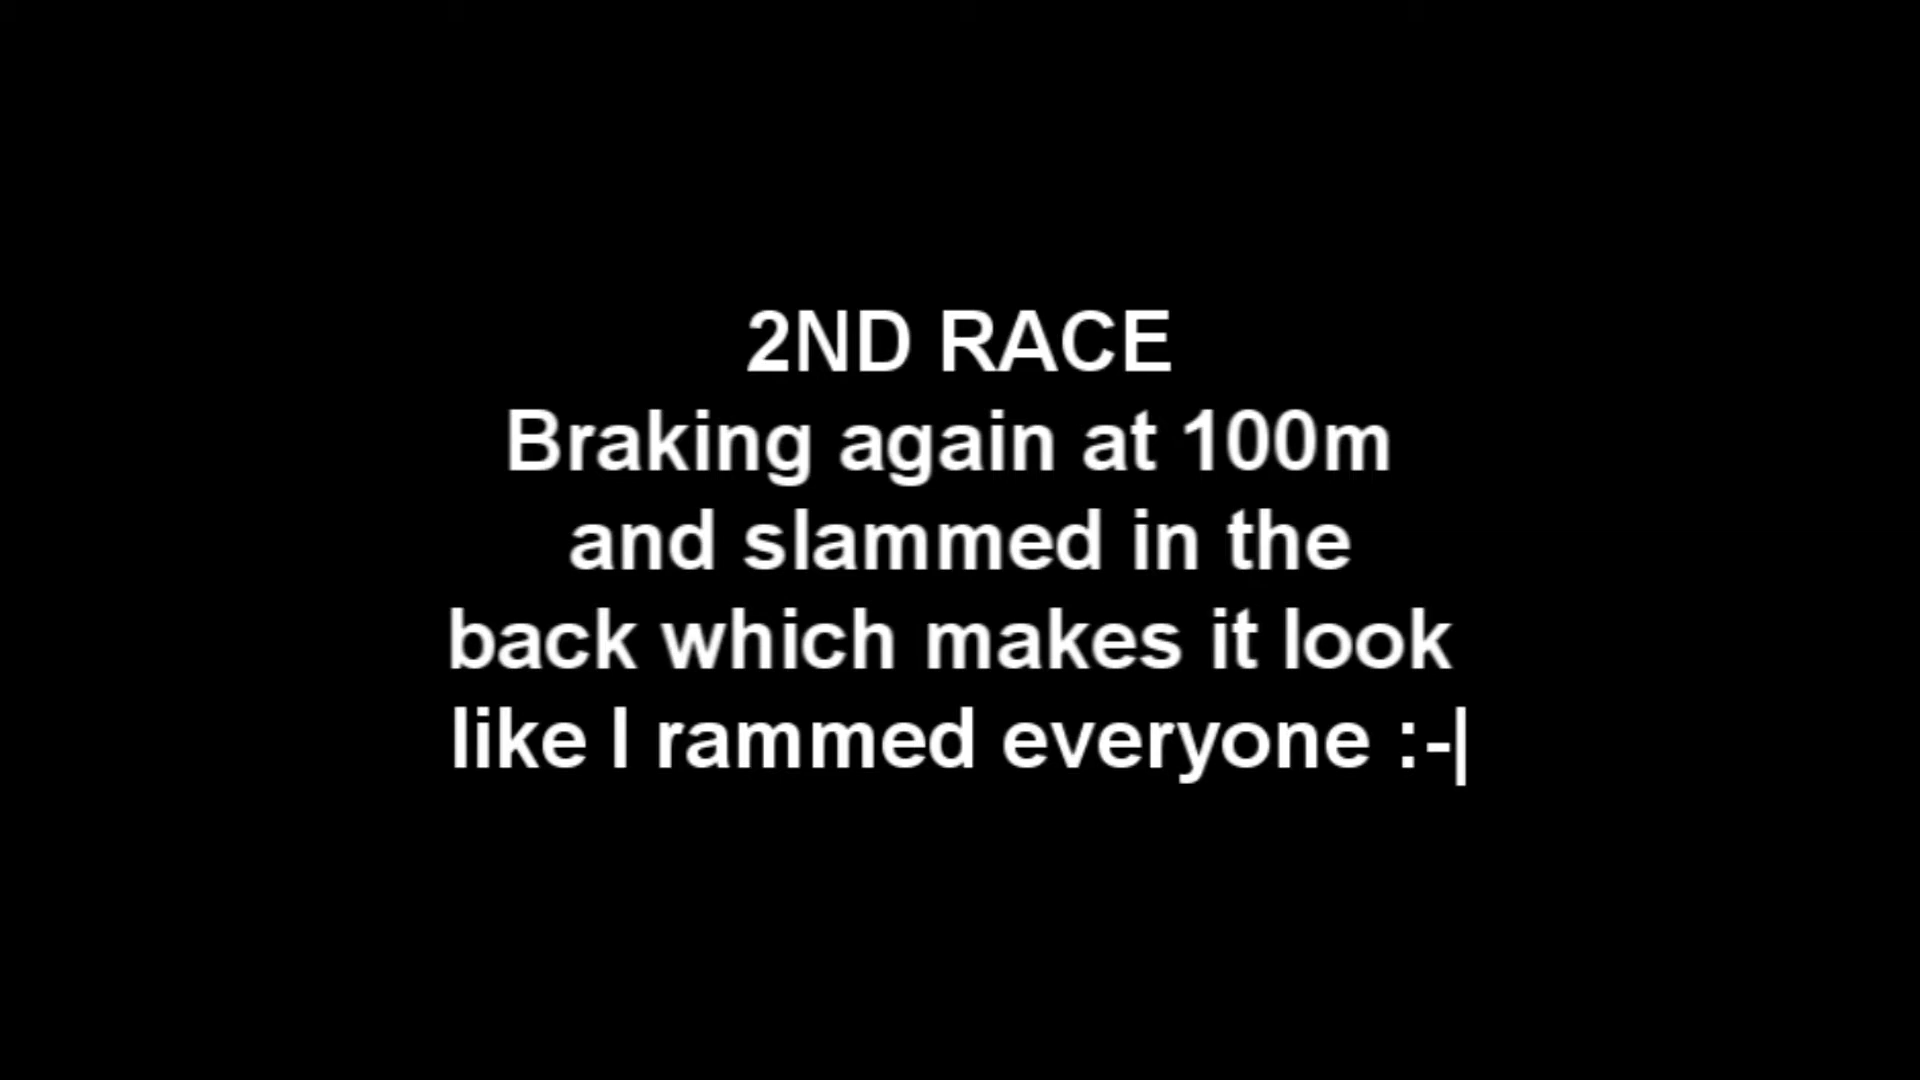 2ND RACE
Braking again at 100m
and slammed in the
back which makes it look
like I rammed everyone :-|